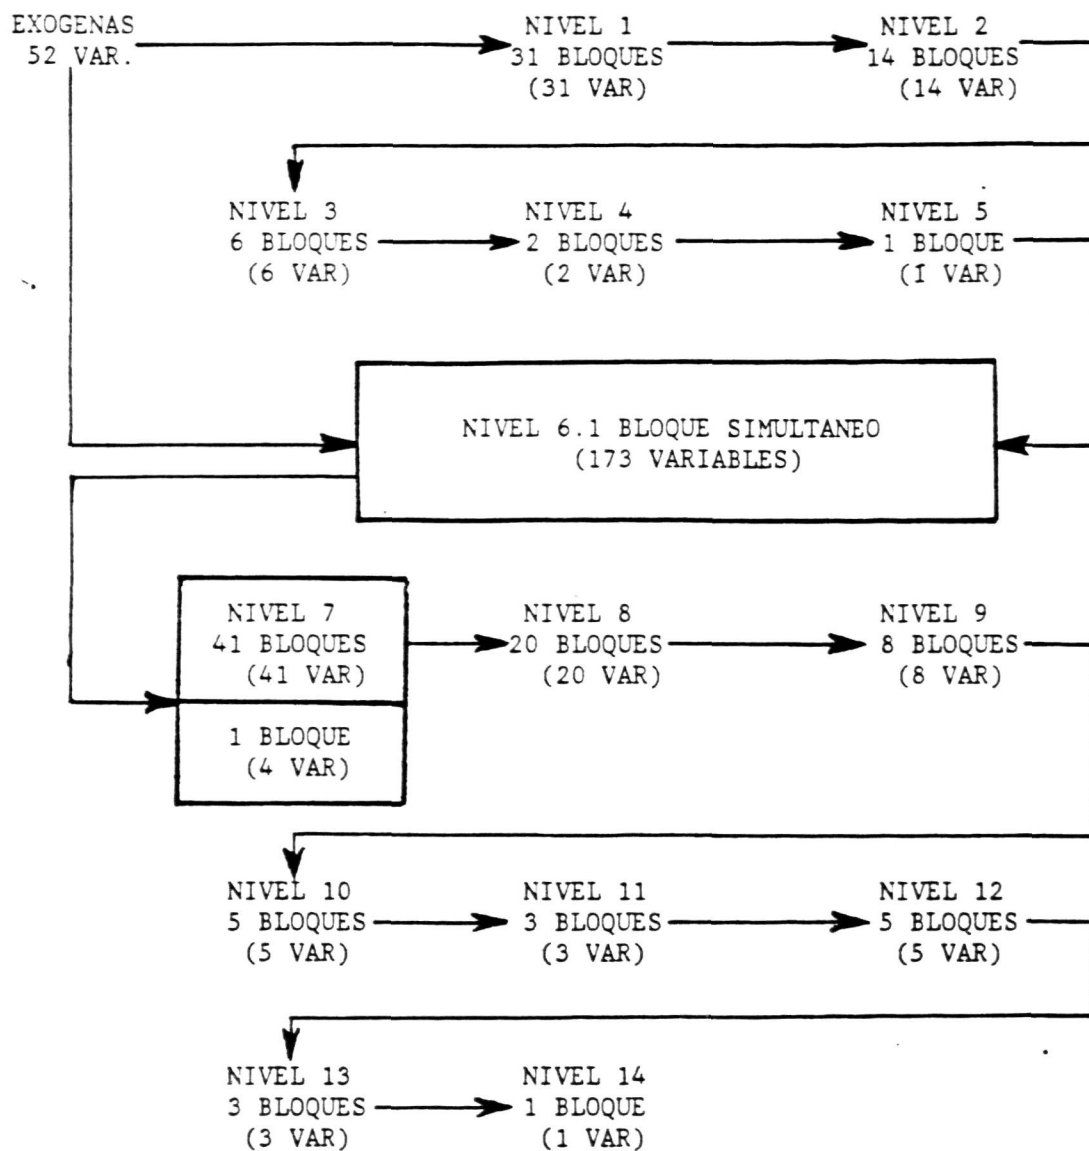 EXOGENAS
52 VAR.
NIVEL 1
31 BLOQUES
(31 VAR)
NIVEL 2
14 BLOQUES
(14 VAR)
NIVEL 3
6 BLOQUES
(6 VAR)
NIVEL 4
2 BLOQUES
(2 VAR)
NIVEL 5
1 BLOQUE
(1 VAR)
NIVEL 6.1 BLOQUE SIMULTANEO
(173 VARIABLES)
NIVEL 7
41 BLOQUES
(41 VAR)
1 BLOQUE
(4 VAR)
NIVEL 8
20 BLOQUES
(20 VAR)
NIVEL 9
8 BLOQUES
(8 VAR)
NIVEL 10
5 BLOQUES
(5 VAR)
NIVEL 11
3 BLOQUES
(3 VAR)
NIVEL 12
5 BLOQUES
(5 VAR)
NIVEL 13
3 BLOQUES
(3 VAR)
NIVEL 14
1 BLOQUE
(1 VAR)